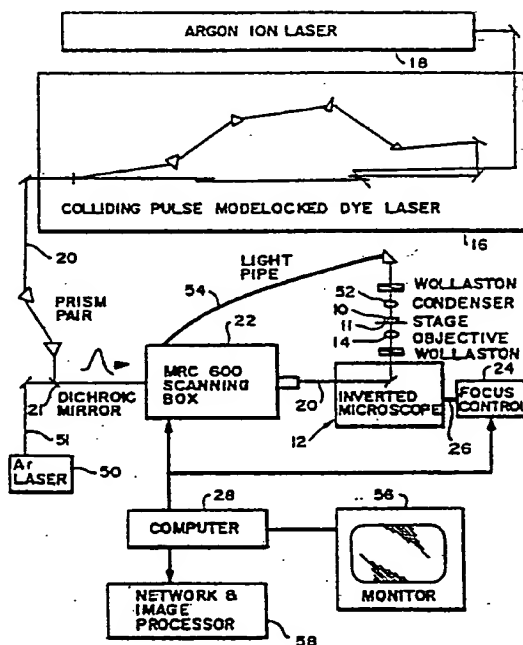 ARGON ION LASER
18
COLLIDING PULSE MODELOCKED DYE LASER
16
20
LIGHT
PIPE
54
PRISM
PAIR
22
52
10
11
14
WOLLASTON
CONDENSER
STAGE
OBJECTIVE
WOLLASTON
24
MRC 600
SCANNING
BOX
21
DICHROIC
MIRROR
20
INVERTED
MICROSCOPE
12
FOCUS
CONTROL
26
51
Ar
LASER
50
28
COMPUTER
56
MONITOR
NETWORK &
IMAGE
PROCESSOR
58